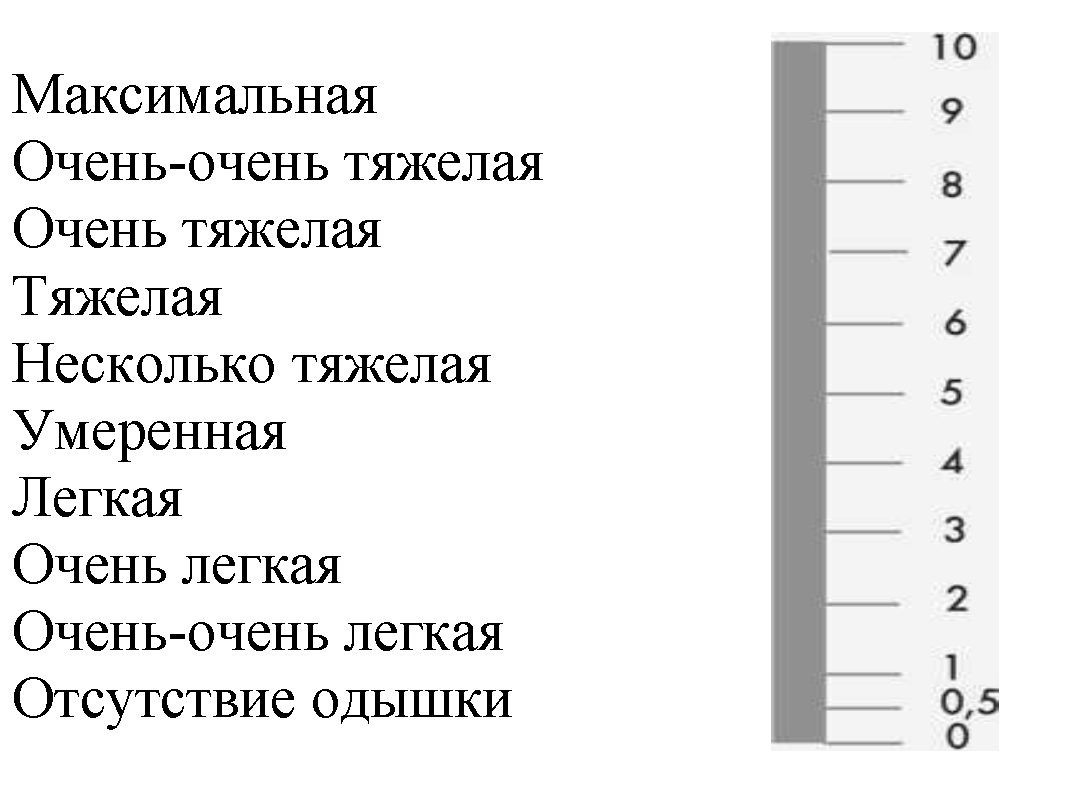 Максимальная
Очень-очень тяжелая
Очень тяжелая
Тяжелая
Несколько тяжелая
Умеренная
Легкая
Очень легкая
Очень-очень легкая
Отсутствие одышки
10
9
8
7
6
5
4
3
2
1
0,5
0